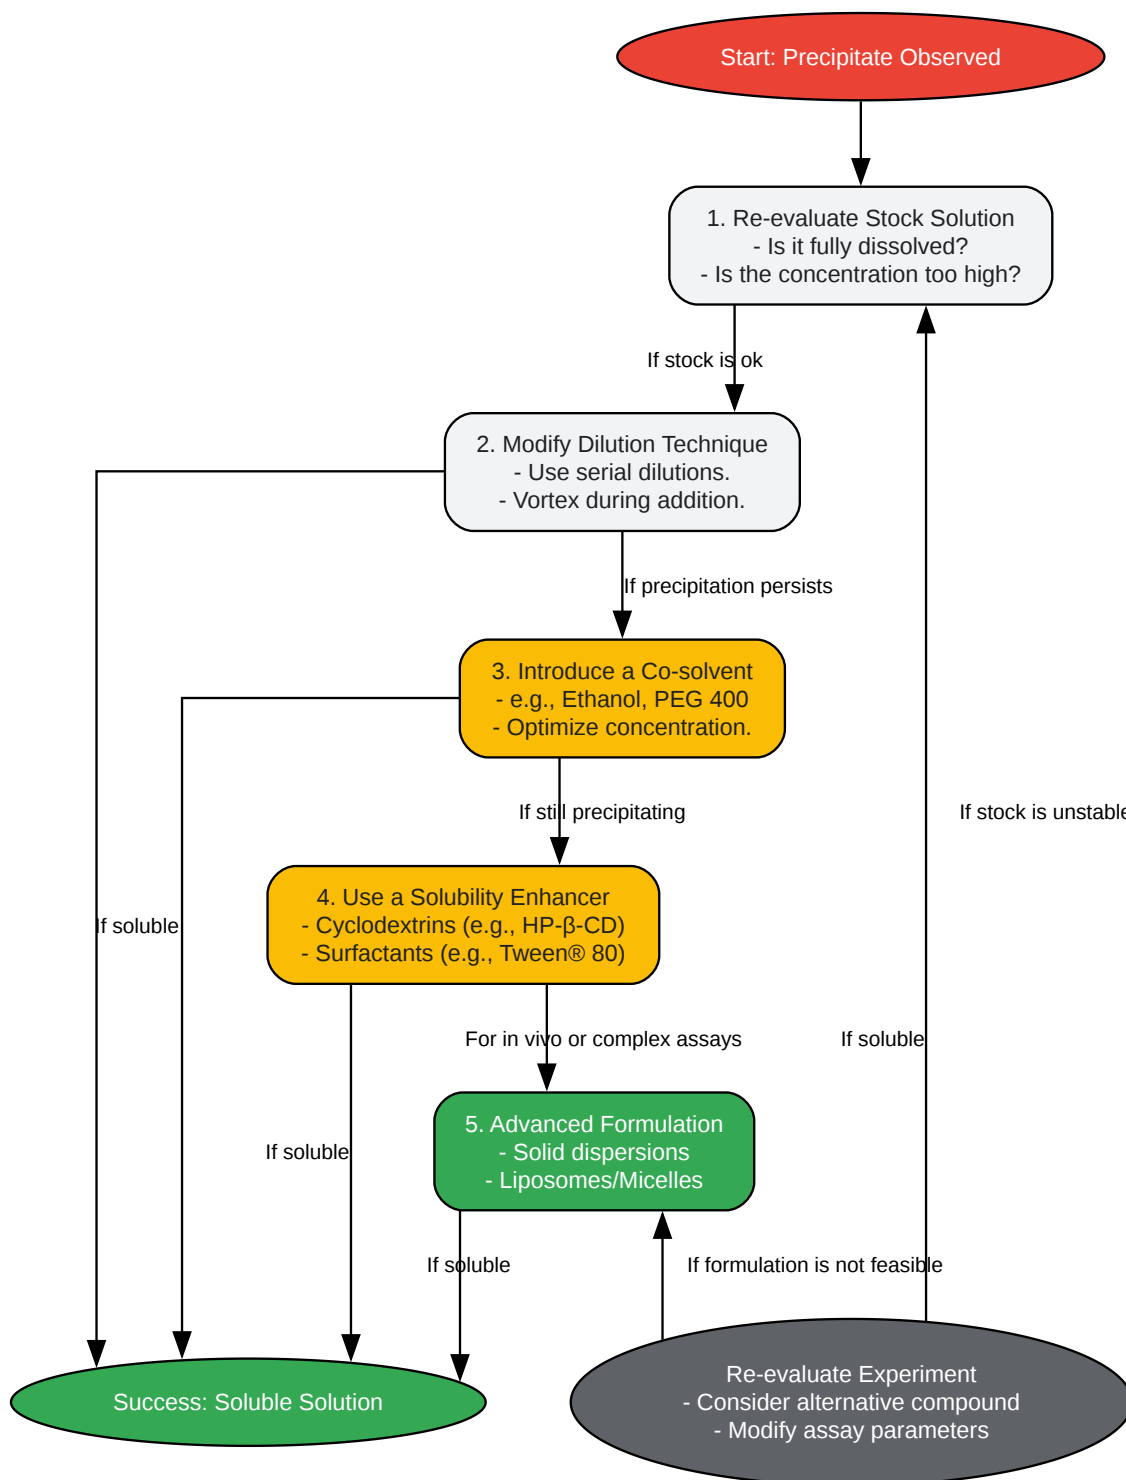 Start: Precipitate Observed
1. Re-evaluate Stock Solution
- Is it fully dissolved?
- Is the concentration too high?
If stock is ok
2. Modify Dilution Technique
- Use serial dilutions.
- Vortex during addition.
If precipitation persists
3. Introduce a Co-solvent
- e.g., Ethanol, PEG 400
- Optimize concentration.
If still precipitating
If stock is unstable
4. Use a Solubility Enhancer
- Cyclodextrins (e.g., HP-β-CD)
- Surfactants (e.g., Tween® 80)
If soluble
For in vivo or complex assays
If soluble
5. Advanced Formulation
- Solid dispersions
- Liposomes/Micelles
If soluble
If soluble
If formulation is not feasible
Success: Soluble Solution
Re-evaluate Experiment
- Consider alternative compound
- Modify assay parameters